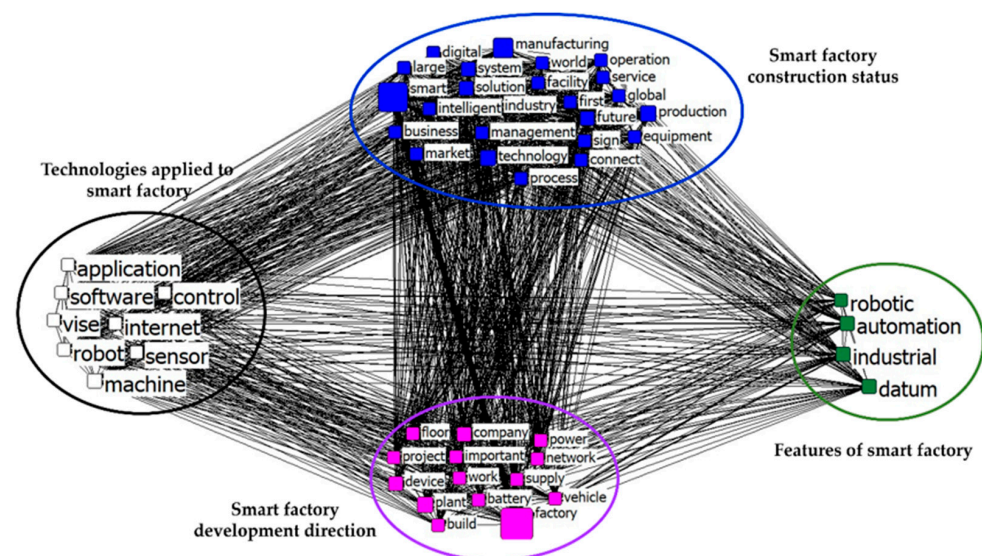 Smart factory
construction status
digital
manufacturing
large
system
world
operation
smart
solution
facility
service
global
intelligent
industry
first
production
future
business
management
sign
equipment
market
technology
connect
process
Technologies applied to
smart factory
application
software
control
vise
internet
robot
sensor
machine
robotic
automation
industrial
datum
Features of smart factory
floor
company
power
project
important
network
device
work
supply
plant
battery
vehicle
build
factory
Smart factory
development direction